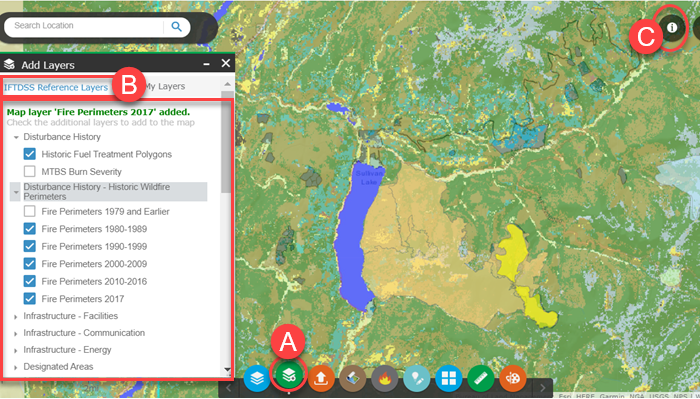 Search Location
C
Add Layers
IFTDSS Reference Layers
B
My Layers
Map layer 'Fire Perimeters 2017' added.
Check the additional layers to add to the map
Disturbance History
Historic Fuel Treatment Polygons
MTBS Burn Severity
Disturbance History - Historic Wildfire
Perimeters
Fire Perimeters 1979 and Earlier
Fire Perimeters 1980-1989
Fire Perimeters 1990-1999
Fire Perimeters 2000-2009
Fire Perimeters 2010-2016
Fire Perimeters 2017
Infrastructure - Facilities
Infrastructure - Communication
Infrastructure - Energy
Designated Areas
Sullivan
Lake
A
Esri, HERE, Garmin, NGA, USGS, NPS